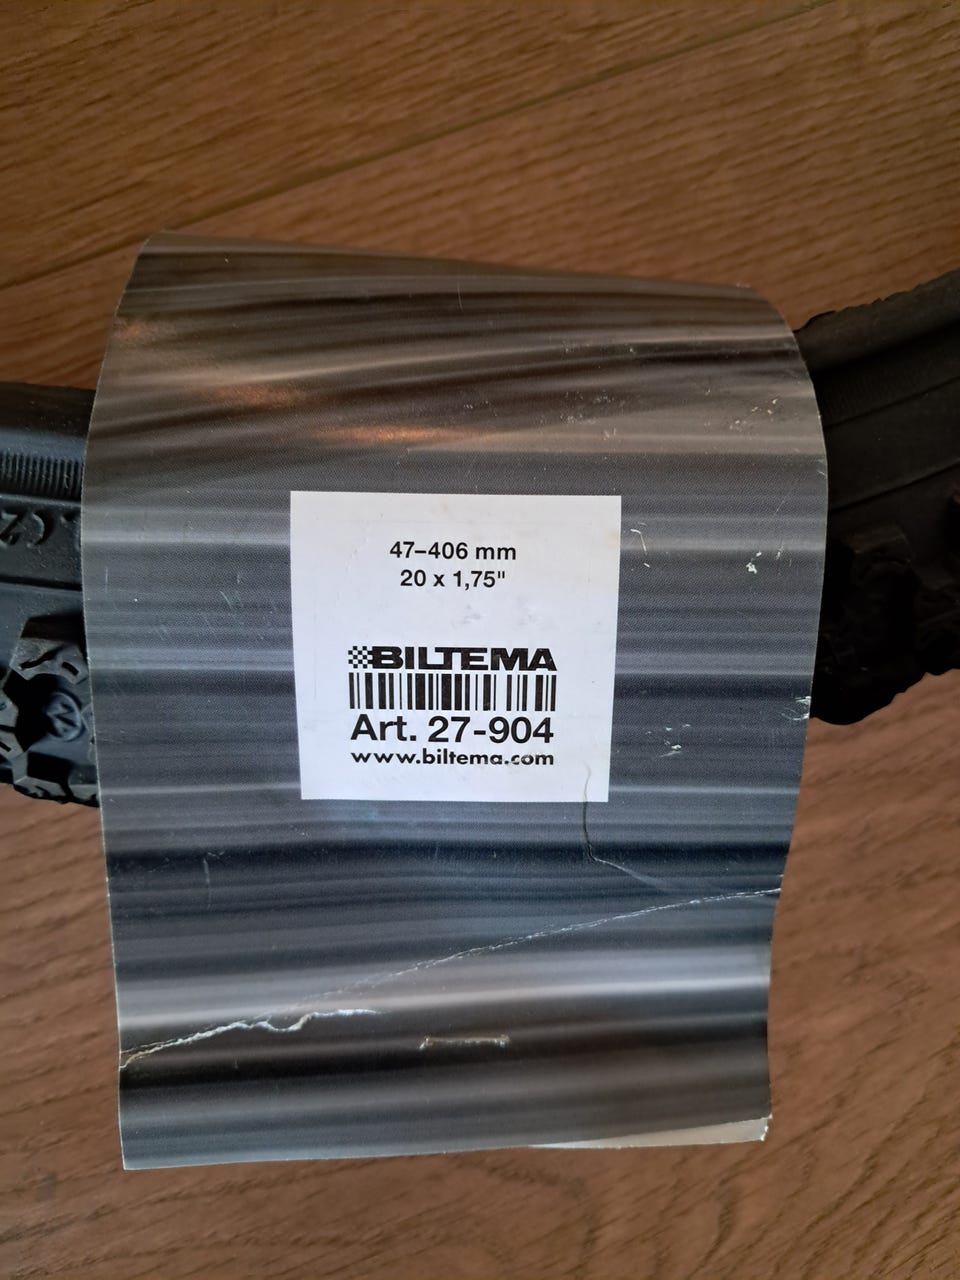 47–406 mm
20 x 1,75"
BILTEMA
Art. 27-904
www.biltema.com